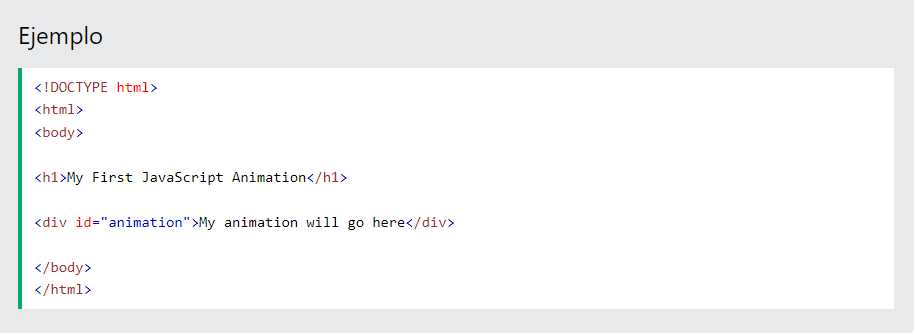 Ejemplo
<!DOCTYPE html>
<html>
<body>
<h1>My First JavaScript Animation</h1>
<div id="animation">My animation will go here</div>
</body>
</html>